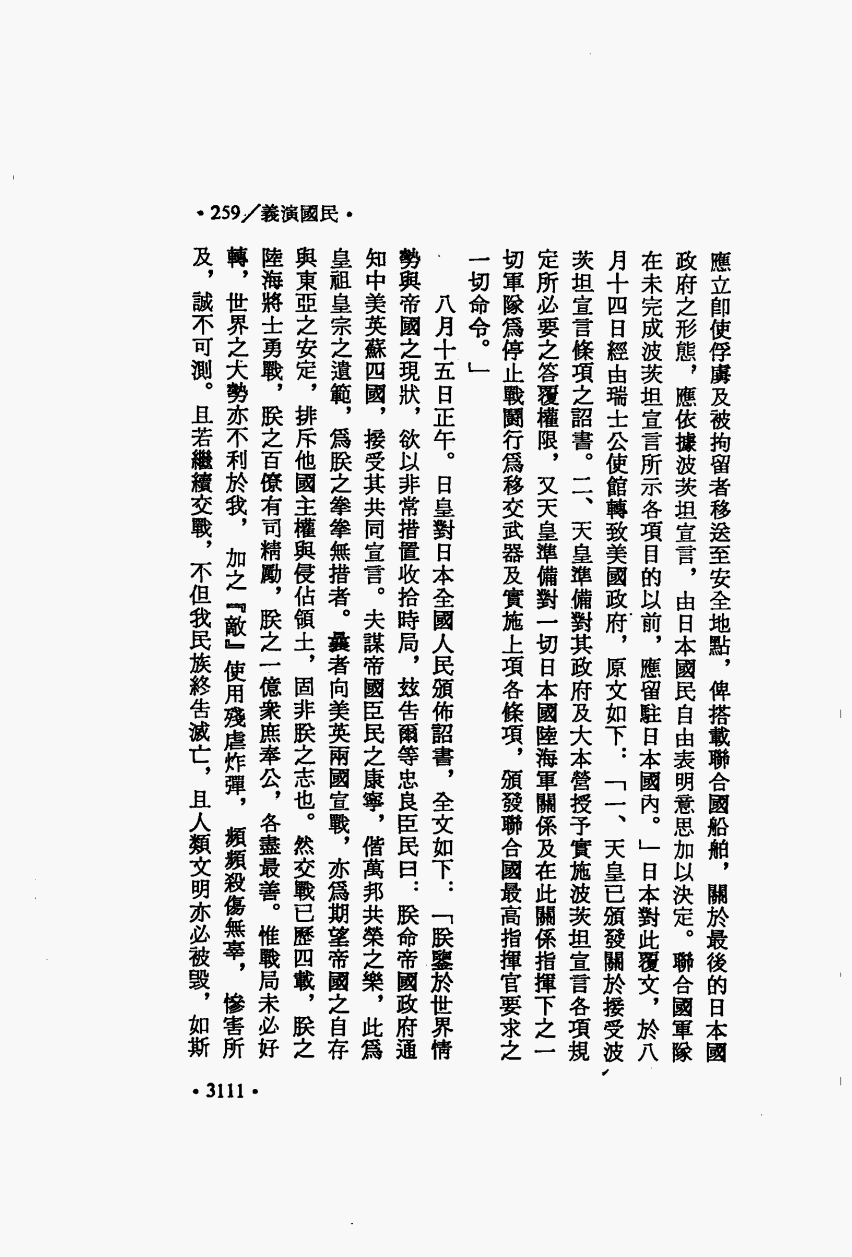 •259/義演國民•
應立卽使俘虜及被拘留者移送至安全地點，俾搭載聯合國船舶，關於最後的日本國
政府之形態，應依據波茨坦宣言，由日本國民自由表明意思加以決定。聯合國軍隊
在未完成波茨坦宣言所示各項目的以前，應留駐日本國內。」日本對此覆文，於八
月十四日經由瑞士公使館轉致美國政府，原文如下：「一、天皇已頒發關於接受波
茨坦宣言條項之詔書。二、天皇準備對其政府及大本營授予實施波茨坦宣言各項規
定所必要之答覆權限，又天皇準備對一切日本國陸海軍關係及在此關係指揮下之一
切軍隊爲停止戰鬪行爲移交武器及實施上項各條項，頒發聯合國最高指揮官要求之
一切命令。」
八月十五日正午。日皇對日本全國人民頒佈詔書，全文如下：「朕鑒於世界情
勢與帝國之現狀，欲以非常措置收拾時局，玆告爾等忠良臣民曰：朕命帝國政府通
知中美英蘇四國，接受其共同宣言。夫謀帝國臣民之康寧，偕萬邦共榮之樂，此爲
皇祖皇宗之遺範，爲朕之拳拳無措者。曩者向美英兩國宣戰，亦爲期望帝國之自存
與東亞之安定，排斥他國主權與侵佔領土，固非朕之志也。然交戰已歷四載，朕之
陸海將士勇戰，朕之百僚有司精勵，朕之一億衆庶奉公，各盡最善。惟戰局未必好
轉，世界之大勢亦不利於我，加之『敵』使用殘虐炸彈，頻頻殺傷無辜，慘害所
及，誠不可測。且若繼續交戰，不但我民族終告滅亡，且人類文明亦必被毀，如斯
•3111•